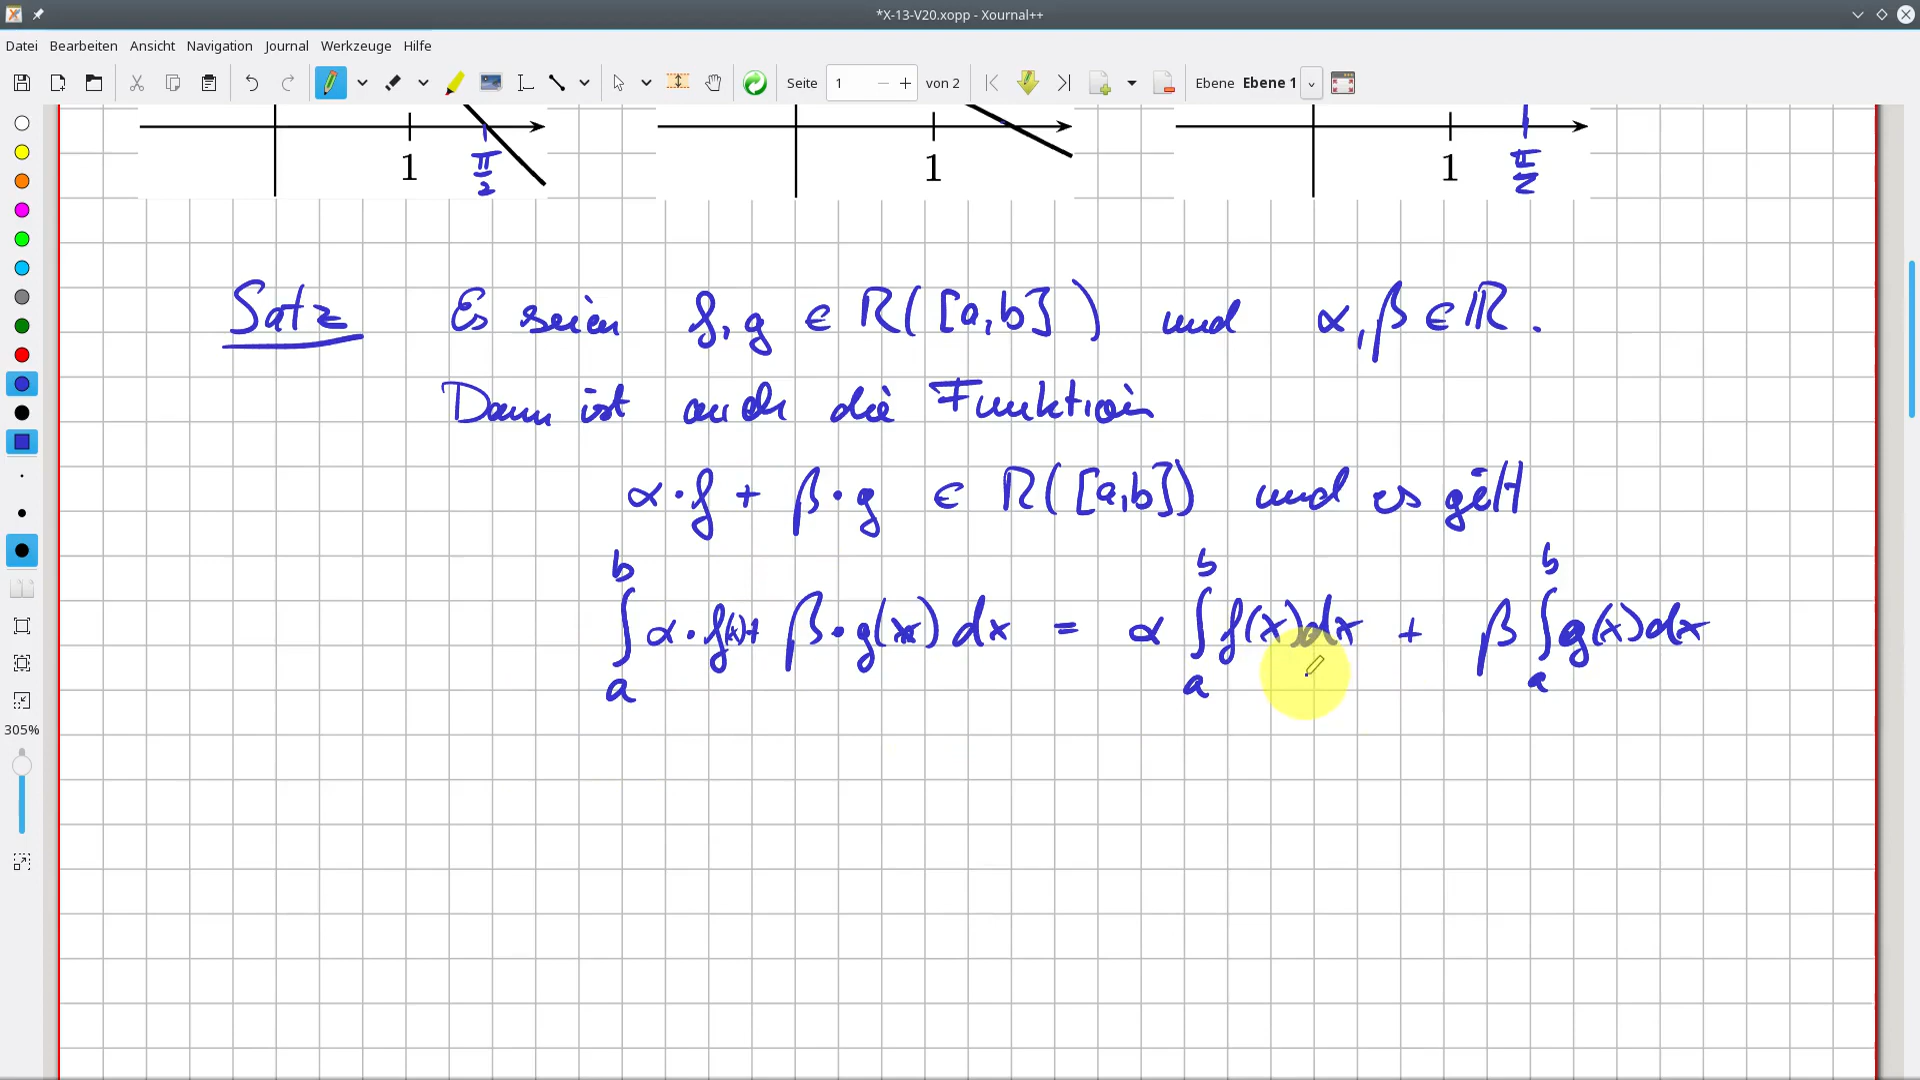 *X-13-V20.xopp - Xournal++
Datei Bearbeiten Ansicht Navigation Journal Werkzeuge Hilfe
Seite 1 von 2 Ebene Ebene 1
1 π/2 1 1 π/2
Satz Es seien f, g ∈ R([a,b]) und α, β ∈ ℝ.
Dann ist auch die Funktion
α · f + β · g ∈ R([a,b]) und es gilt
∫_a^b α · f(x) + β · g(x) dx = α ∫_a^b f(x) dx + β ∫_a^b g(x) dx
305%